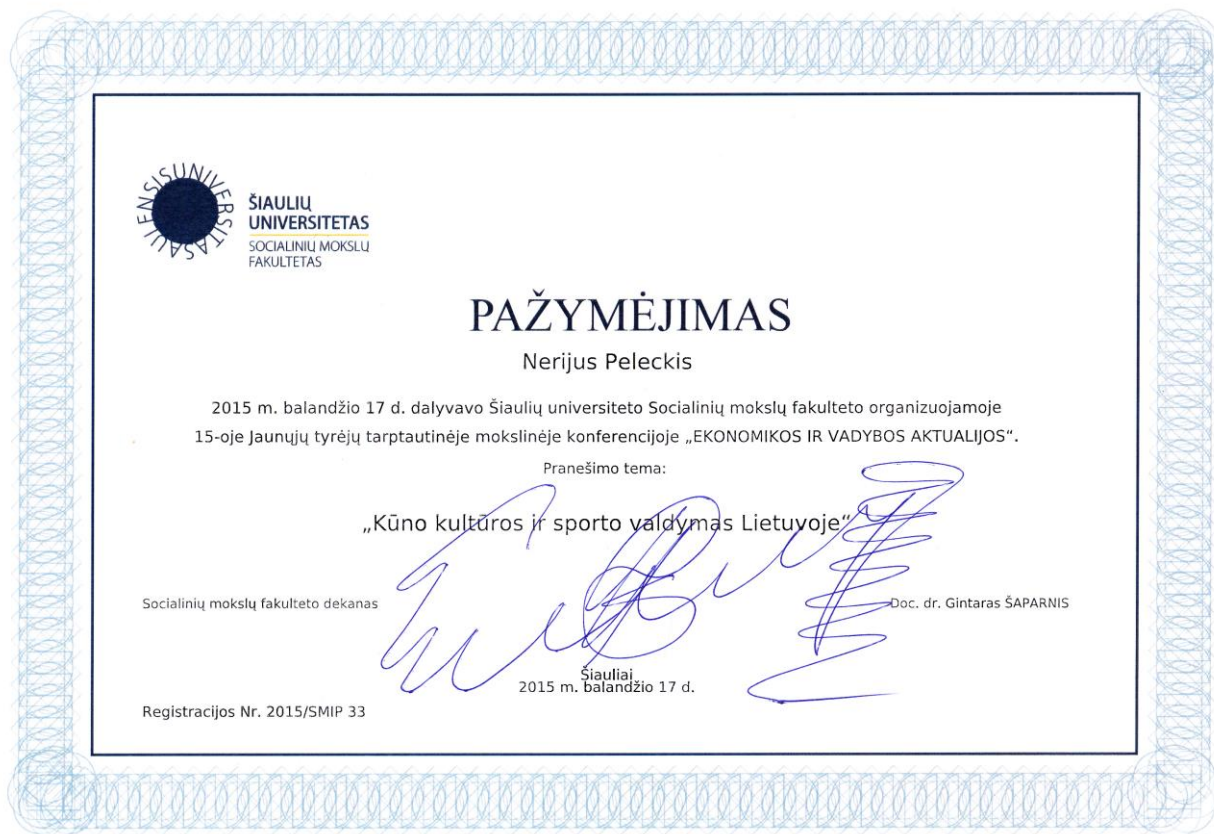 SAULENSIS UNIVERSITAS
ŠIAULIŲ
UNIVERSITETAS
SOCIALINIŲ MOKSLŲ
FAKULTETAS
PAŽYMĖJIMAS
Nerijus Peleckis
2015 m. balandžio 17 d. dalyvavo Šiaulių universiteto Socialinių mokslų fakulteto organizuojamoje
15-oje Jaunųjų tyrėjų tarptautinėje mokslinėje konferencijoje „EKONOMIKOS IR VADYBOS AKTUALIJOS“.
Pranešimo tema:
„Kūno kultūros ir sporto valdymas Lietuvoje“
Socialinių mokslų fakulteto dekanas
Doc. dr. Gintaras ŠAPARNIS
Šiauliai
2015 m. balandžio 17 d.
Registracijos Nr. 2015/SMIP 33